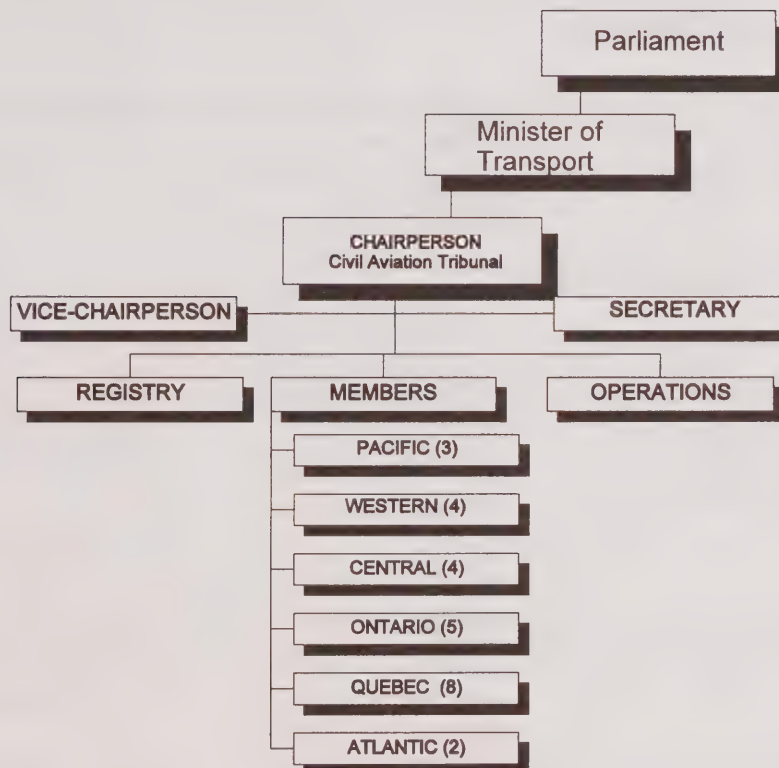 Parliament
Minister of
Transport
CHAIRPERSON
Civil Aviation Tribunal
VICE-CHAIRPERSON
SECRETARY
REGISTRY
MEMBERS
OPERATIONS
PACIFIC (3)
WESTERN (4)
CENTRAL (4)
ONTARIO (5)
QUEBEC (8)
ATLANTIC (2)